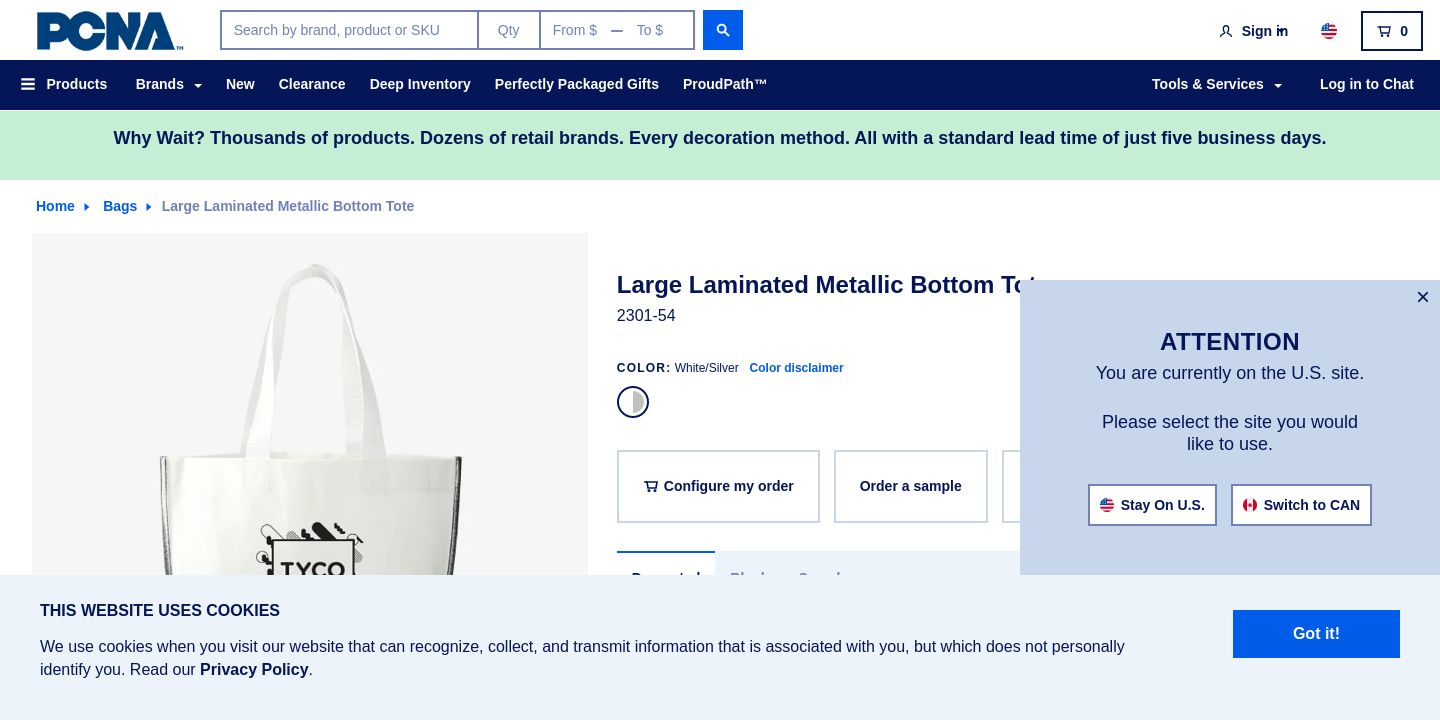 PCNA™
Search by brand, product or SKU
Qty
From $ — To $
Sign in
0
Products
Brands
New
Clearance
Deep Inventory
Perfectly Packaged Gifts
ProudPath™
Tools & Services
Log in to Chat
Why Wait? Thousands of products. Dozens of retail brands. Every decoration method. All with a standard lead time of just five business days.
Home
Bags
Large Laminated Metallic Bottom Tote
TYCO
Large Laminated Metallic Bottom Tot
2301-54
COLOR: White/Silver Color disclaimer
Configure my order
Order a sample
×
ATTENTION
You are currently on the U.S. site.
Please select the site you would
like to use.
Stay On U.S.
Switch to CAN
THIS WEBSITE USES COOKIES
We use cookies when you visit our website that can recognize, collect, and transmit information that is associated with you, but which does not personally
identify you. Read our Privacy Policy.
Got it!